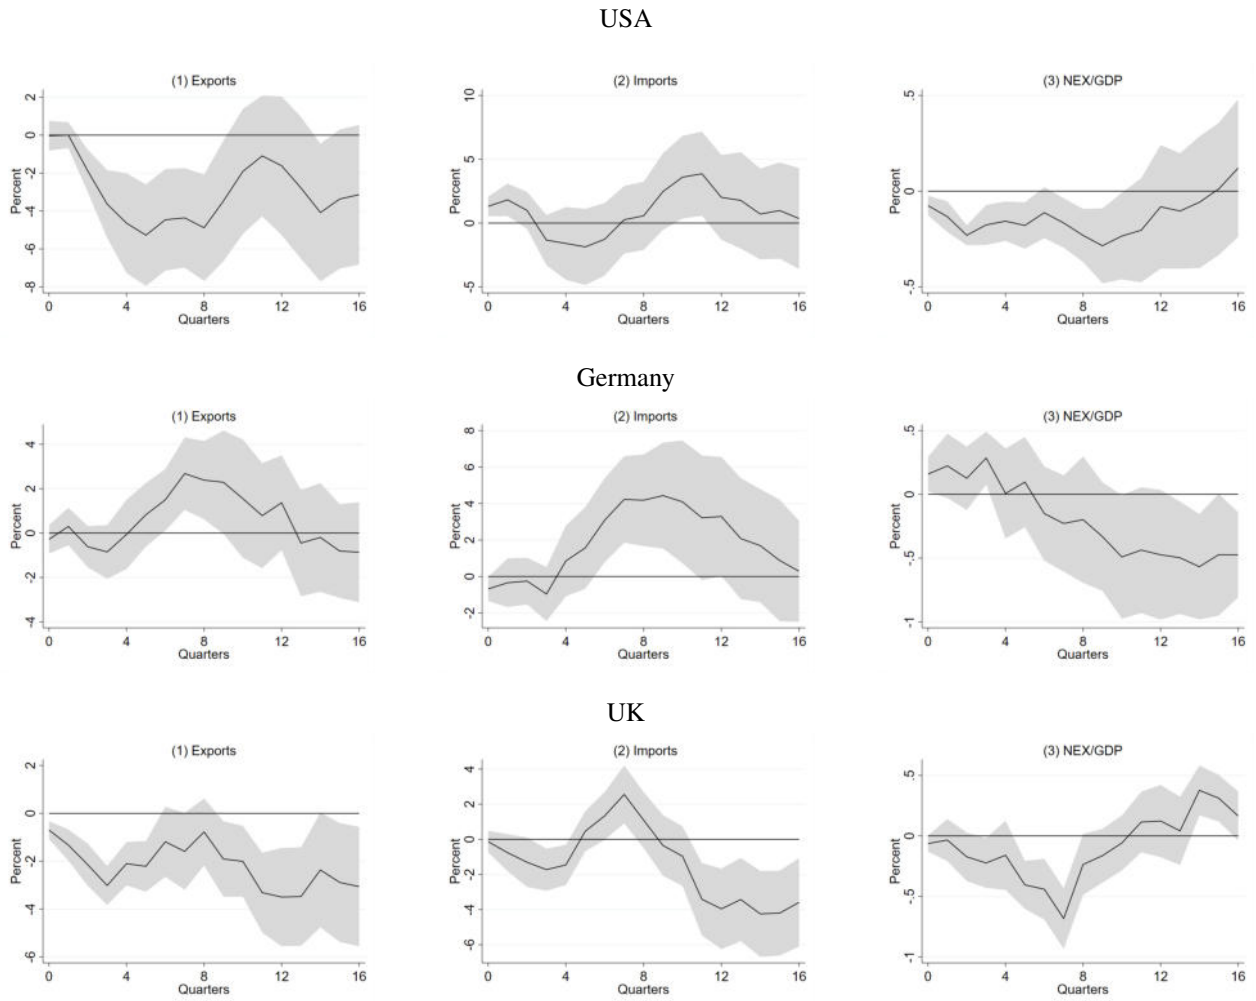 USA
(1) Exports
Percent
2
0
-2
-4
-6
-8
0 4 8 12 16
Quarters
(2) Imports
Percent
10
5
0
-5
0 4 8 12 16
Quarters
(3) NEX/GDP
Percent
.5
0
-.5
0 4 8 12 16
Quarters
Germany
(1) Exports
Percent
4
2
0
-2
-4
0 4 8 12 16
Quarters
(2) Imports
Percent
8
6
4
2
0
-2
0 4 8 12 16
Quarters
(3) NEX/GDP
Percent
.5
0
-.5
-1
0 4 8 12 16
Quarters
UK
(1) Exports
Percent
2
0
-2
-4
-6
0 4 8 12 16
Quarters
(2) Imports
Percent
4
2
0
-2
-4
-6
0 4 8 12 16
Quarters
(3) NEX/GDP
Percent
.5
0
-.5
-1
0 4 8 12 16
Quarters